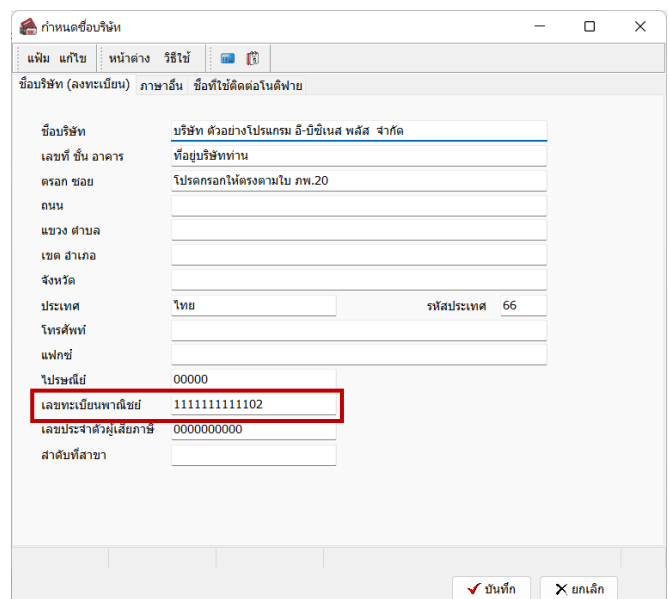 กำหนดชื่อบริษัท
แฟ้ม แก้ไข หน้าต่าง วิธีใช้
ชื่อบริษัท (ลงทะเบียน) ภาษาอื่น ชื่อที่ใช้ติดต่อโนติฟาย
ชื่อบริษัท บริษัท ตัวอย่างโปรแกรม อี-บิซิเนส พลัส จำกัด
เลขที่ ชั้น อาคาร ที่อยู่บริษัทท่าน
ตรอก ซอย โปรดกรอกให้ตรงตามใบ ภพ.20
ถนน
แขวง ตำบล
เขต อำเภอ
จังหวัด
ประเทศ ไทย รหัสประเทศ 66
โทรศัพท์
แฟกซ์
ไปรษณีย์ 00000
เลขทะเบียนพาณิชย์ 1111111111102
เลขประจำตัวผู้เสียภาษี 0000000000
ลำดับที่สาขา
บันทึก ยกเลิก